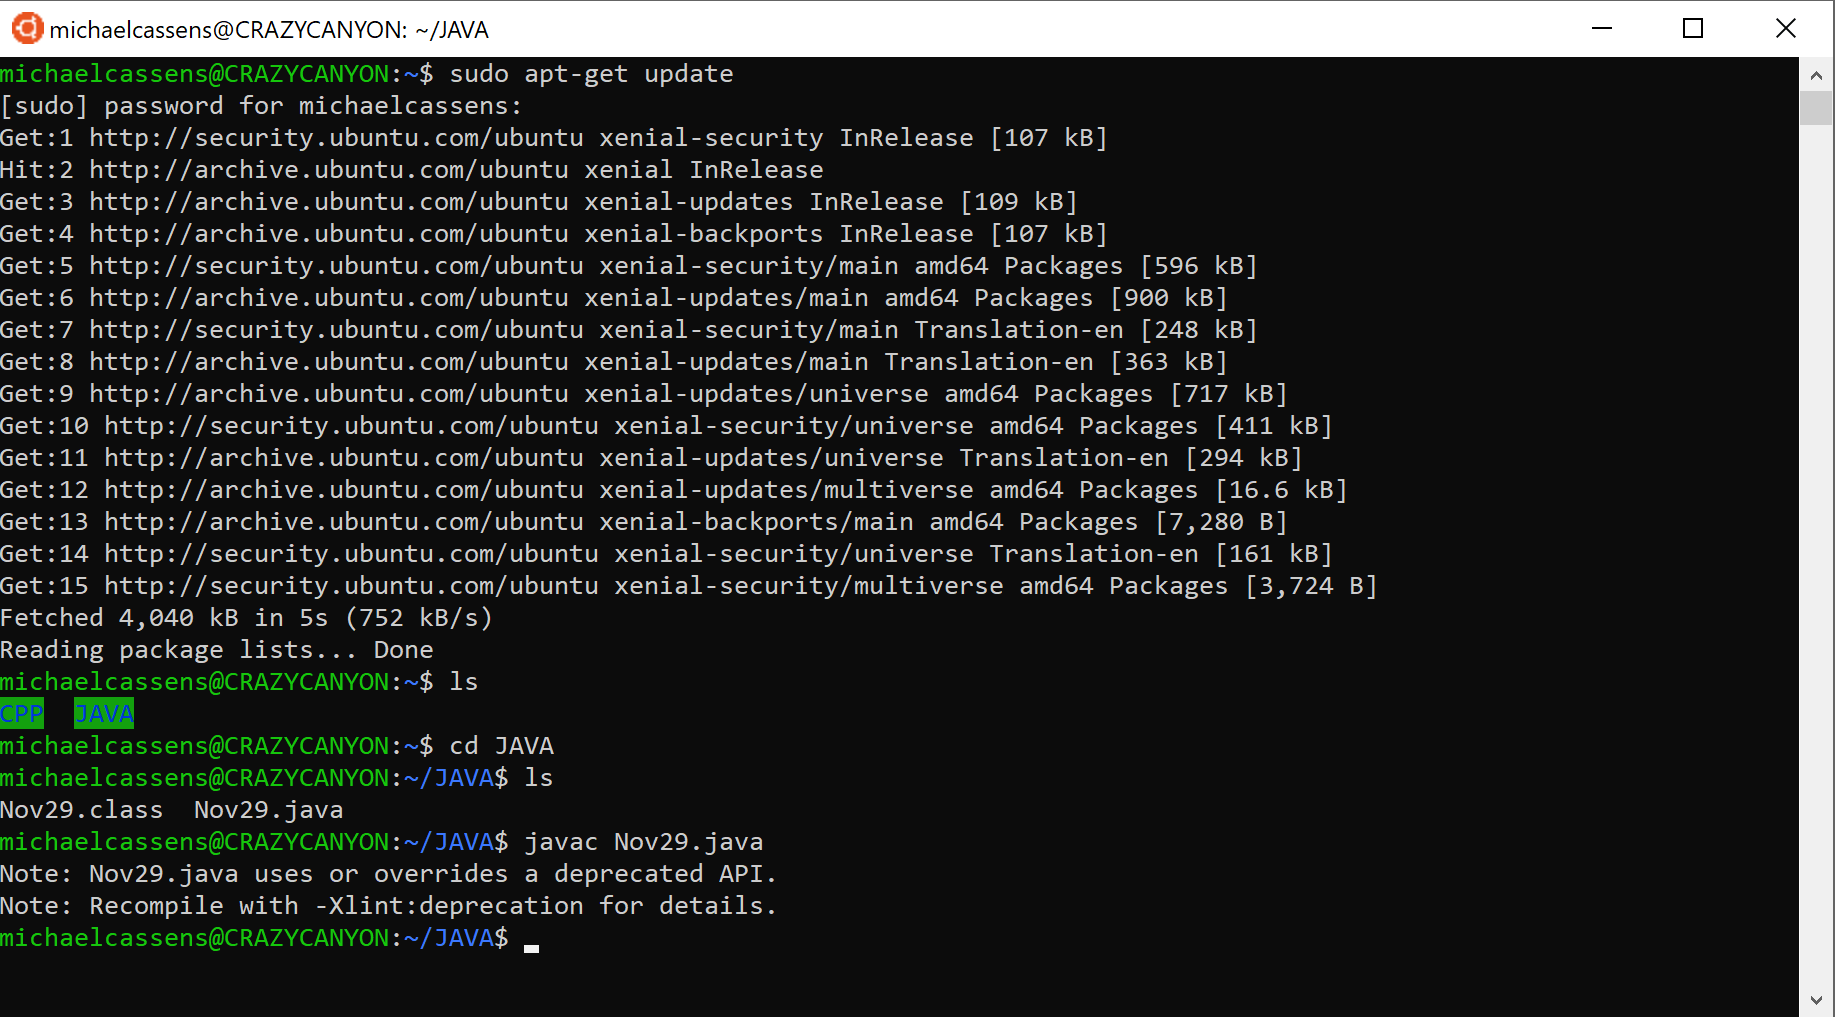 michaelcassens@CRAZYCANYON: ~/JAVA
michaelcassens@CRAZYCANYON:~$ sudo apt-get update
[sudo] password for michaelcassens:
Get:1 http://security.ubuntu.com/ubuntu xenial-security InRelease [107 kB]
Hit:2 http://archive.ubuntu.com/ubuntu xenial InRelease
Get:3 http://archive.ubuntu.com/ubuntu xenial-updates InRelease [109 kB]
Get:4 http://archive.ubuntu.com/ubuntu xenial-backports InRelease [107 kB]
Get:5 http://security.ubuntu.com/ubuntu xenial-security/main amd64 Packages [596 kB]
Get:6 http://archive.ubuntu.com/ubuntu xenial-updates/main amd64 Packages [900 kB]
Get:7 http://security.ubuntu.com/ubuntu xenial-security/main Translation-en [248 kB]
Get:8 http://archive.ubuntu.com/ubuntu xenial-updates/main Translation-en [363 kB]
Get:9 http://archive.ubuntu.com/ubuntu xenial-updates/universe amd64 Packages [717 kB]
Get:10 http://security.ubuntu.com/ubuntu xenial-security/universe amd64 Packages [411 kB]
Get:11 http://archive.ubuntu.com/ubuntu xenial-updates/universe Translation-en [294 kB]
Get:12 http://archive.ubuntu.com/ubuntu xenial-updates/multiverse amd64 Packages [16.6 kB]
Get:13 http://archive.ubuntu.com/ubuntu xenial-backports/main amd64 Packages [7,280 B]
Get:14 http://security.ubuntu.com/ubuntu xenial-security/universe Translation-en [161 kB]
Get:15 http://security.ubuntu.com/ubuntu xenial-security/multiverse amd64 Packages [3,724 B]
Fetched 4,040 kB in 5s (752 kB/s)
Reading package lists... Done
michaelcassens@CRAZYCANYON:~$ ls
CPP  JAVA
michaelcassens@CRAZYCANYON:~$ cd JAVA
michaelcassens@CRAZYCANYON:~/JAVA$ ls
Nov29.class  Nov29.java
michaelcassens@CRAZYCANYON:~/JAVA$ javac Nov29.java
Note: Nov29.java uses or overrides a deprecated API.
Note: Recompile with -Xlint:deprecation for details.
michaelcassens@CRAZYCANYON:~/JAVA$